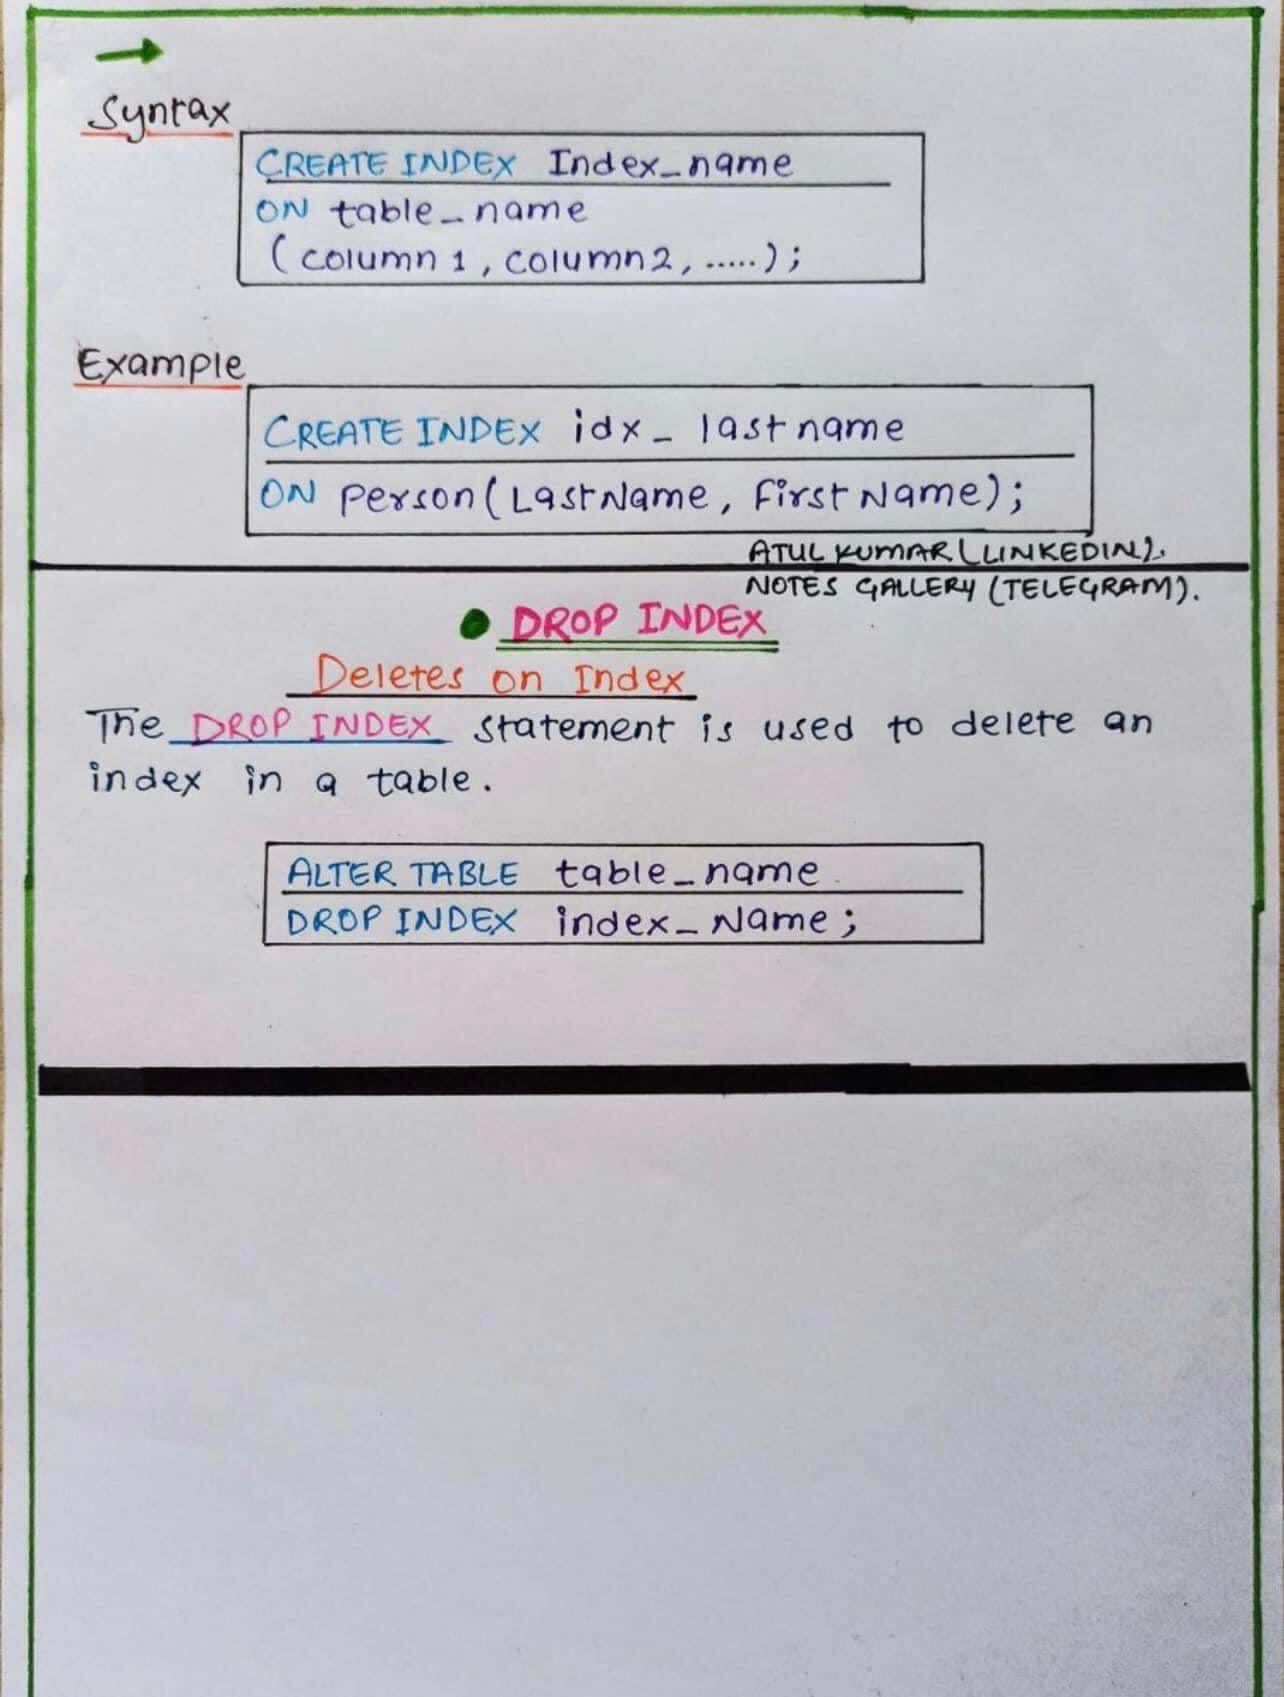 Syntax
CREATE INDEX Index_name
ON table_name
(column 1, column2, .....);
Example
CREATE INDEX idx_lastname
ON Person(LastName, FirstName);
ATUL KUMAR (LINKEDIN).
NOTES GALLERY (TELEGRAM).
DROP INDEX
Deletes on Index
The DROP INDEX statement is used to delete an
index in a table.
ALTER TABLE table_name
DROP INDEX index_Name;